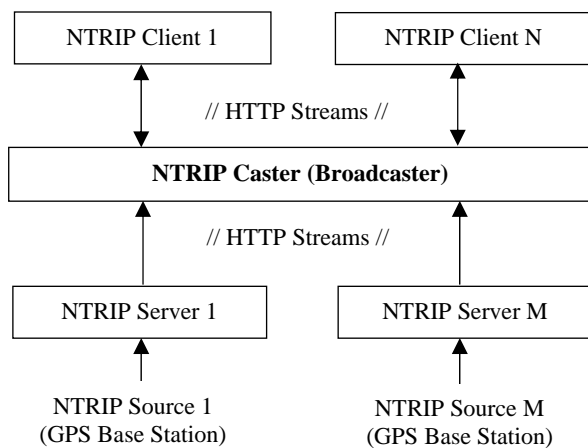 NTRIP Client 1
NTRIP Client N
// HTTP Streams //
NTRIP Caster (Broadcaster)
// HTTP Streams //
NTRIP Server 1
NTRIP Server M
NTRIP Source 1
(GPS Base Station)
NTRIP Source M
(GPS Base Station)